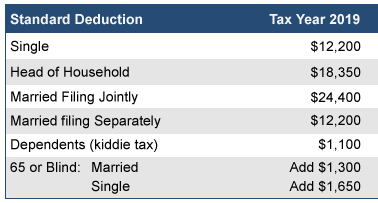 Standard Deduction Tax Year 2019
Single $12,200
Head of Household $18,350
Married Filing Jointly $24,400
Married filing Separately $12,200
Dependents (kiddie tax) $1,100
65 or Blind: Married Add $1,300
Single Add $1,650